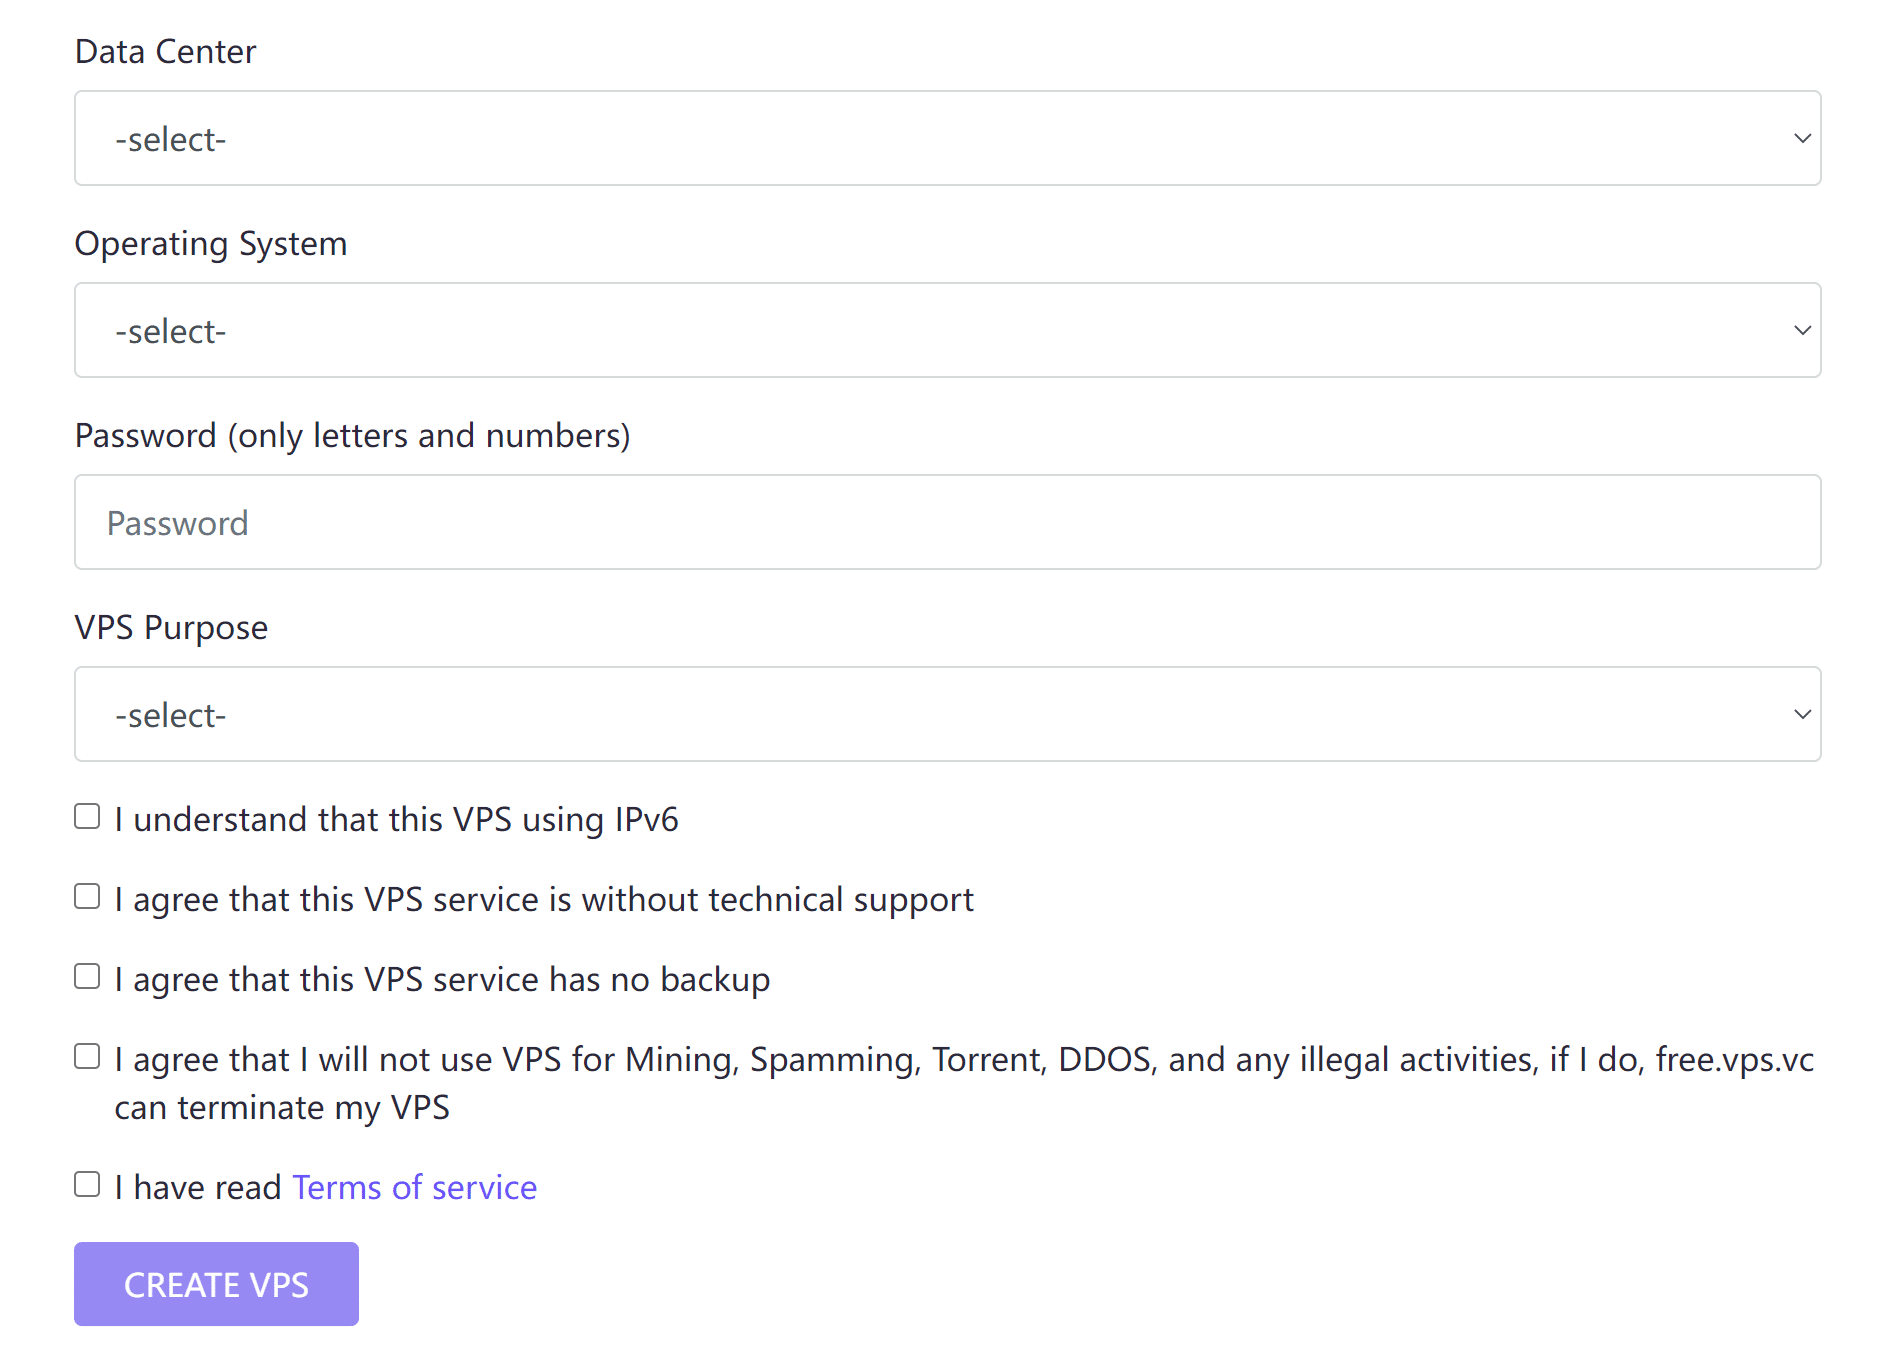 Data Center
-select-
Operating System
-select-
Password (only letters and numbers)
Password
VPS Purpose
-select-
I understand that this VPS using IPv6
I agree that this VPS service is without technical support
I agree that this VPS service has no backup
I agree that I will not use VPS for Mining, Spamming, Torrent, DDOS, and any illegal activities, if I do, free.vps.vc
can terminate my VPS
I have read Terms of service
CREATE VPS